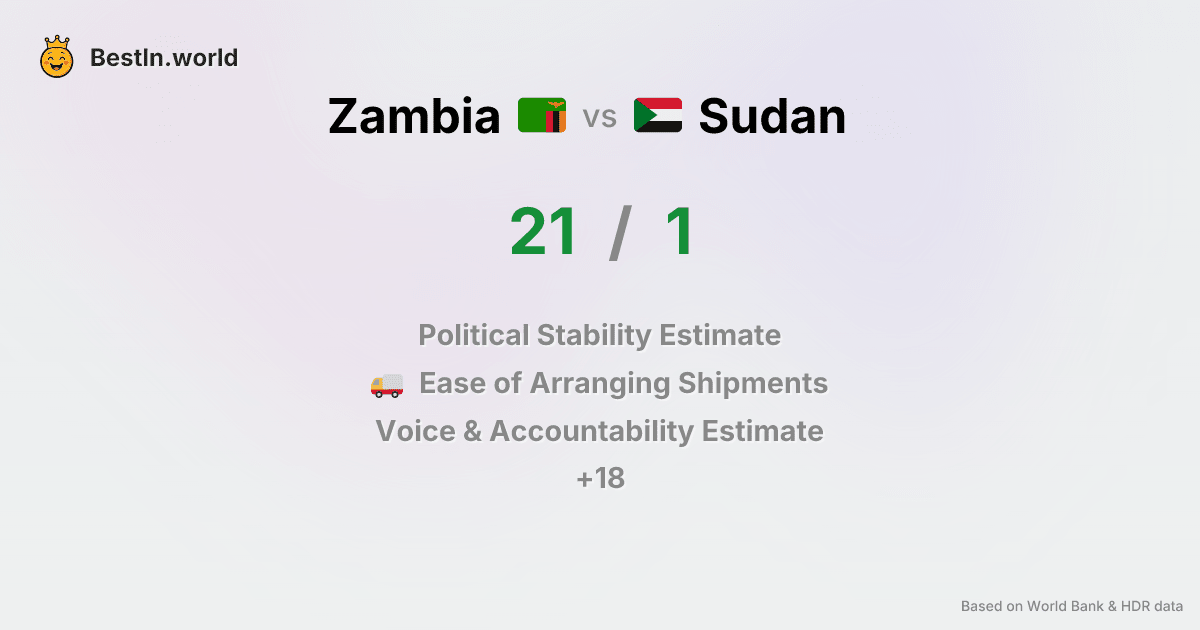 BestIn.world
Zambia vs Sudan
21 / 1
Political Stability Estimate
Ease of Arranging Shipments
Voice & Accountability Estimate
+18
Based on World Bank & HDR data